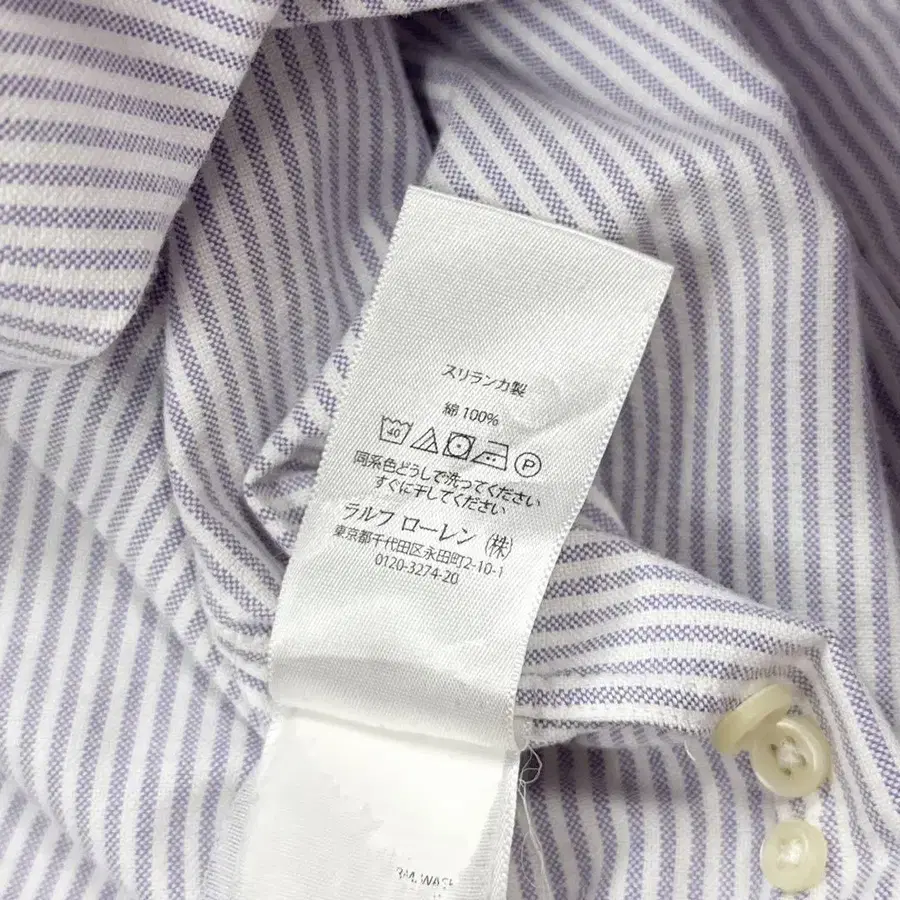 スリランカ製
綿 100%
40 P
同系色どうしで洗ってください
すぐに干してください
ラルフ ローレン (株)
東京都千代田区永田町2-10-1
0120-3274-20